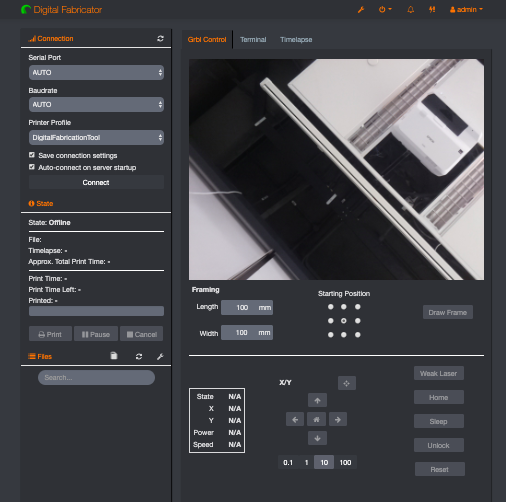 Digital Fabricator
admin
Connection
Serial Port
AUTO
Baudrate
AUTO
Printer Profile
DigitalFabricationTool
Save connection settings
Auto-connect on server startup
Connect
State
State: Offline
File:
Timelapse: -
Approx. Total Print Time: -
Print Time: -
Print Time Left: -
Printed: -
Print
Pause
Cancel
Files
Search...
Grbl Control
Terminal
Timelapse
Framing
Length 100 mm
Width 100 mm
Starting Position
Draw Frame
State N/A
X N/A
Y N/A
Power N/A
Speed N/A
X/Y
0.1 1 10 100
Weak Laser
Home
Sleep
Unlock
Reset